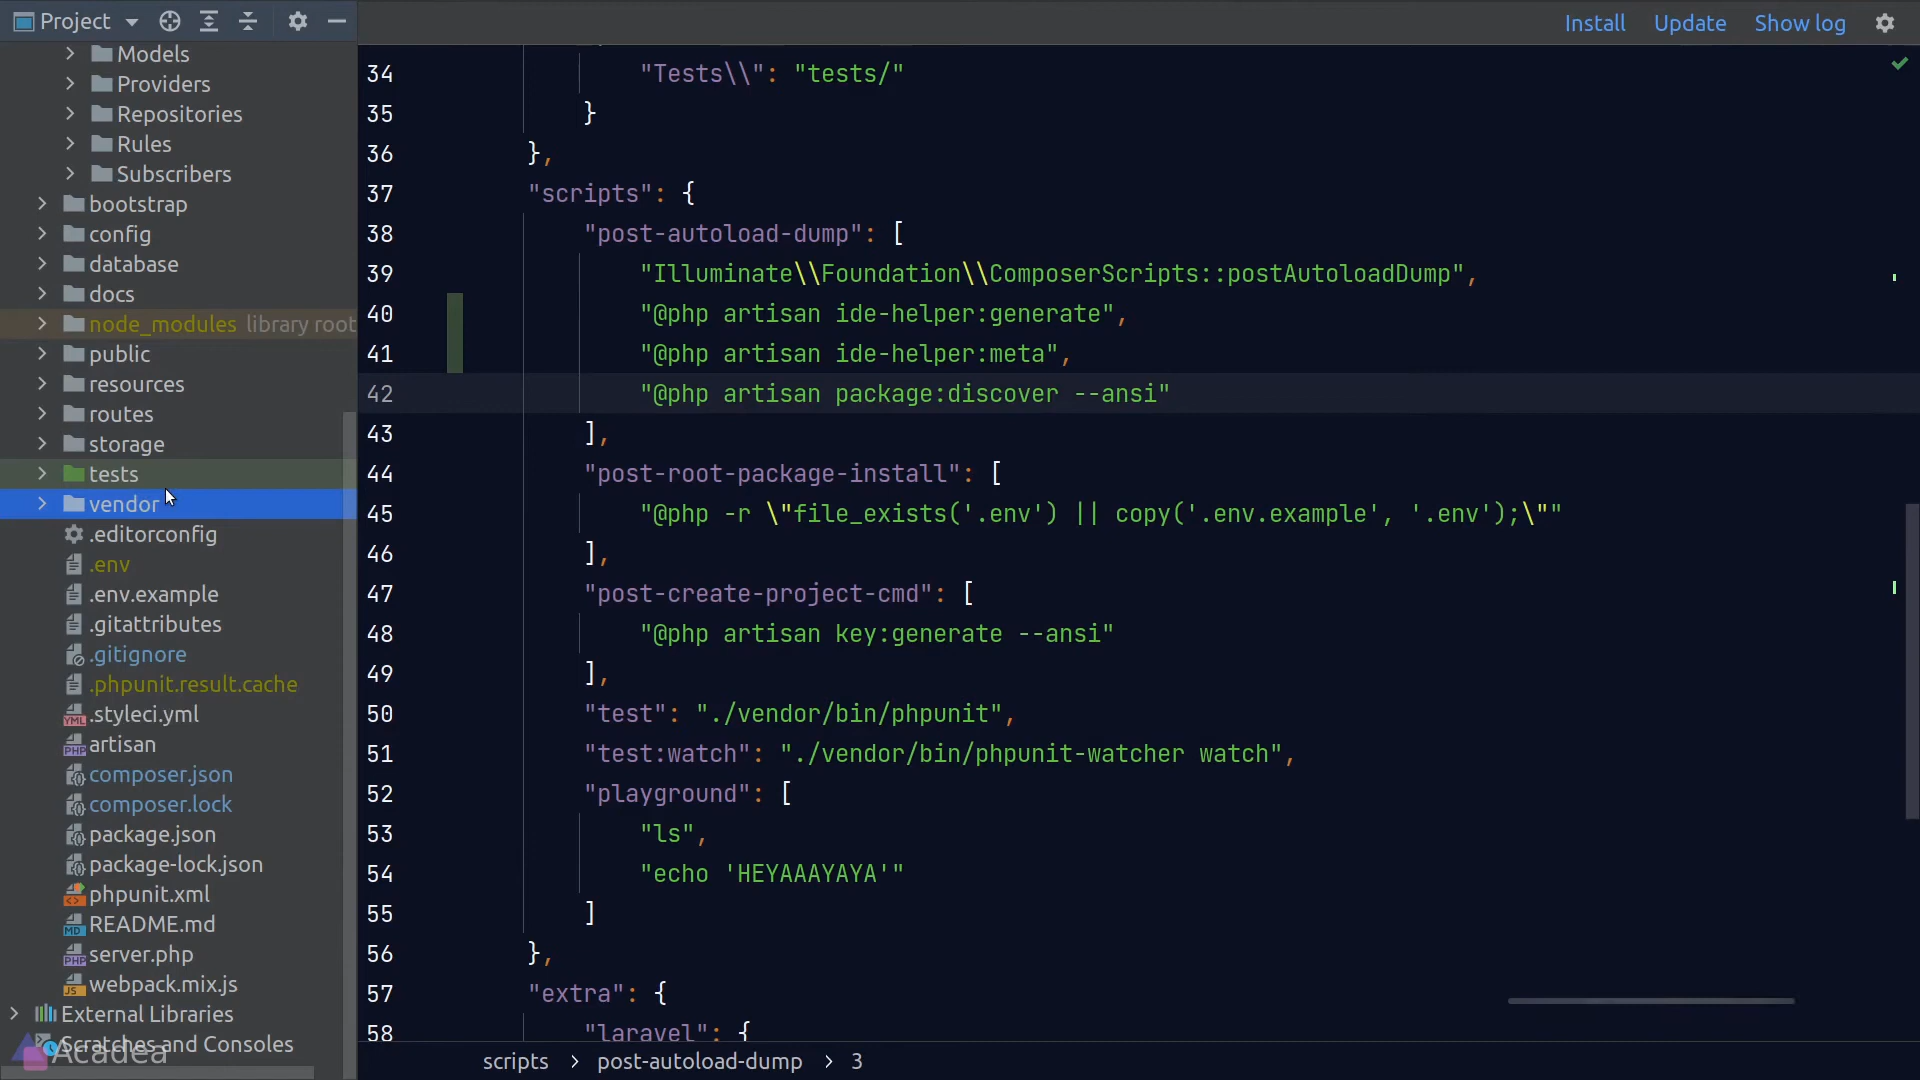 Project
Install Update Show log
Models
Providers
Repositories
Rules
Subscribers
bootstrap
config
database
docs
node_modules library root
public
resources
routes
storage
tests
vendor
.editorconfig
.env
.env.example
.gitattributes
.gitignore
.phpunit.result.cache
.styleci.yml
artisan
composer.json
composer.lock
package.json
package-lock.json
phpunit.xml
README.md
server.php
webpack.mix.js
External Libraries
Scratches and Consoles
Acadea
34 "Tests\\": "tests/"
35 }
36 },
37 "scripts": {
38 "post-autoload-dump": [
39 "Illuminate\\Foundation\\ComposerScripts::postAutoloadDump",
40 "@php artisan ide-helper:generate",
41 "@php artisan ide-helper:meta",
42 "@php artisan package:discover --ansi"
43 ],
44 "post-root-package-install": [
45 "@php -r \"file_exists('.env') || copy('.env.example', '.env');\""
46 ],
47 "post-create-project-cmd": [
48 "@php artisan key:generate --ansi"
49 ],
50 "test": "./vendor/bin/phpunit",
51 "test:watch": "./vendor/bin/phpunit-watcher watch",
52 "playground": [
53 "ls",
54 "echo 'HEYAAAYAYA'"
55 ]
56 },
57 "extra": {
58 "laravel": {
scripts > post-autoload-dump > 3